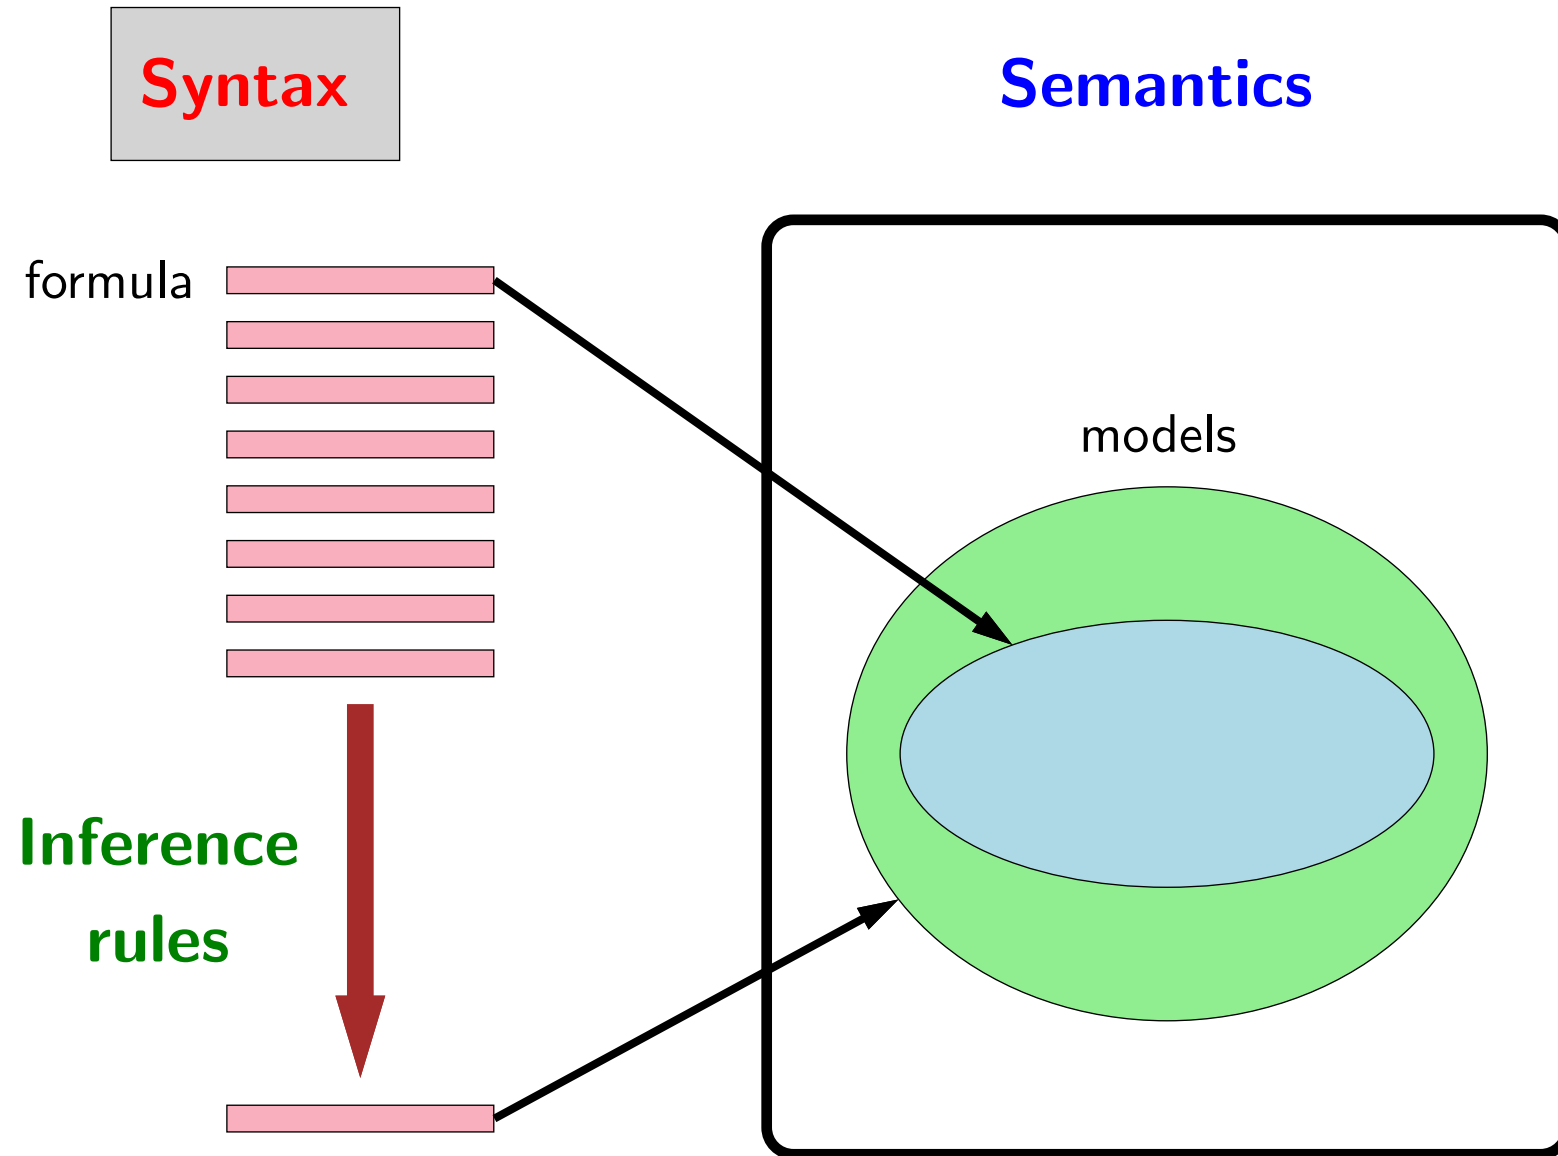 Syntax
Semantics
formula
models
Inference
rules